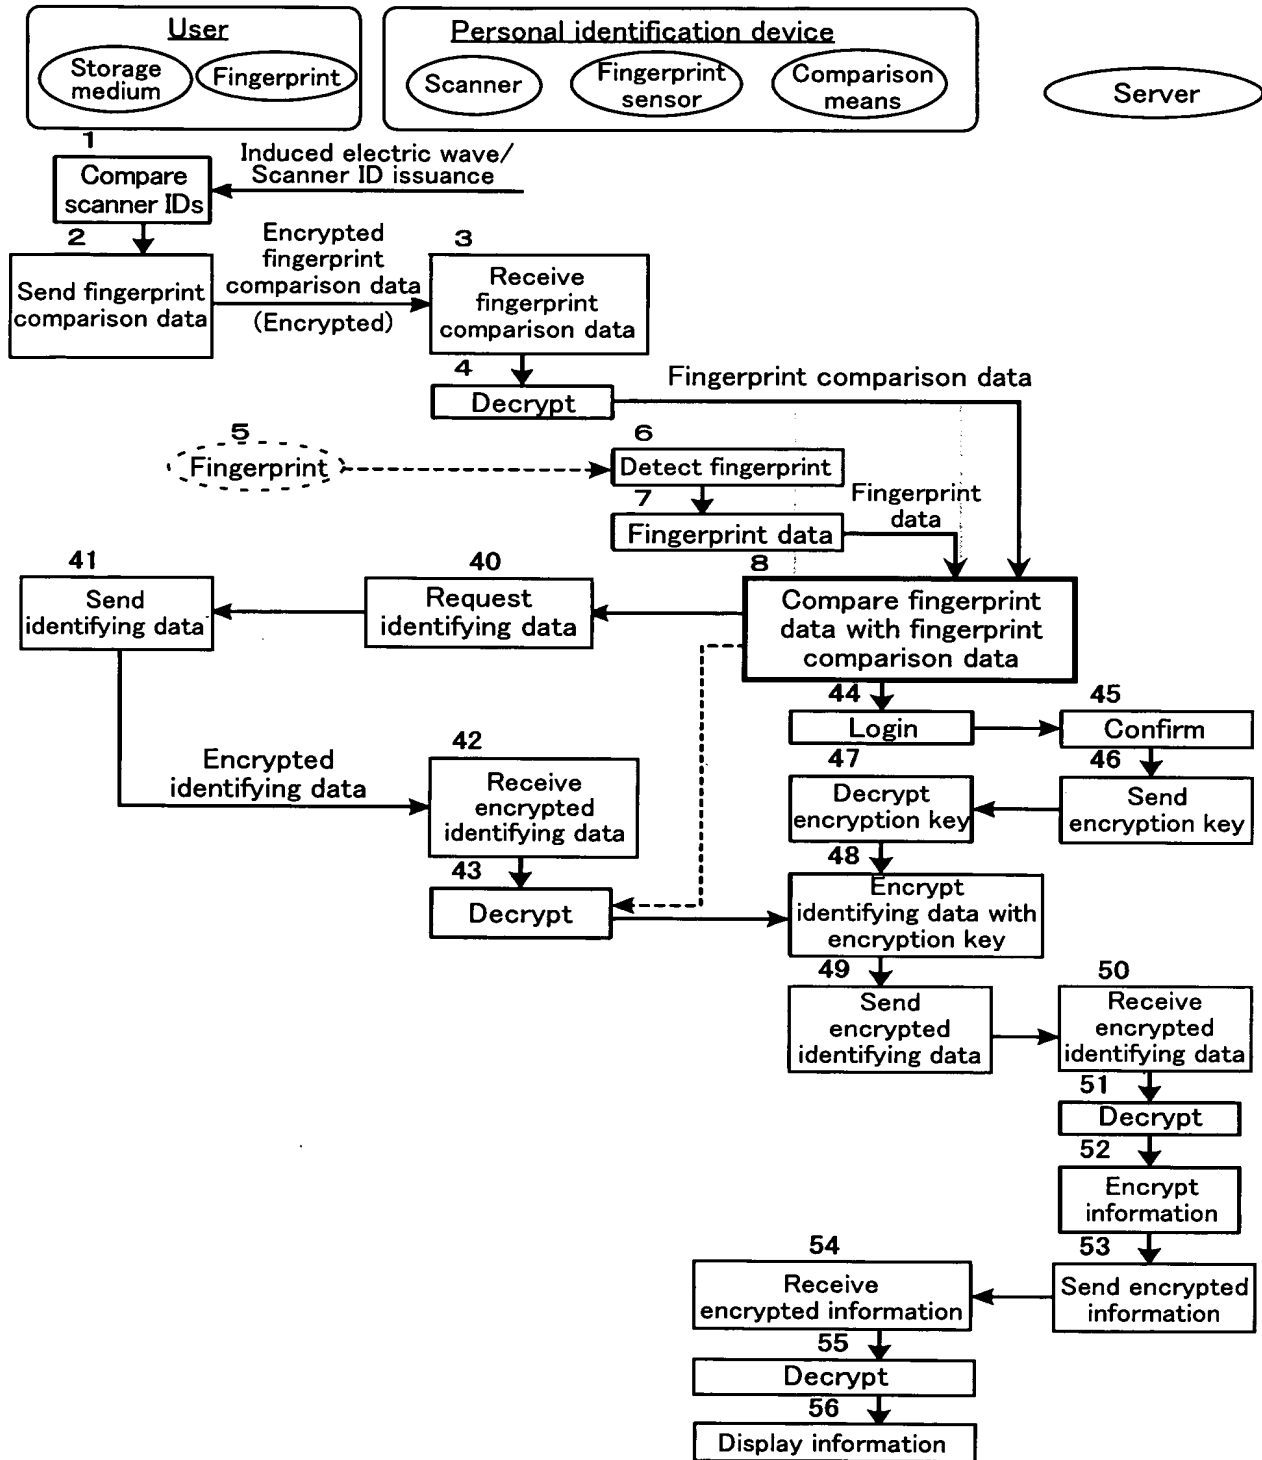 User
Storage
medium
Fingerprint
Personal identification device
Scanner
Fingerprint
sensor
Comparison
means
Server
1
Compare
scanner IDs
Induced electric wave/
Scanner ID issuance
2
Send fingerprint
comparison data
Encrypted
fingerprint
comparison data
(Encrypted)
3
Receive
fingerprint
comparison data
4
Decrypt
Fingerprint comparison data
5
Fingerprint
6
Detect fingerprint
7
Fingerprint data
Fingerprint
data
8
Compare fingerprint
data with fingerprint
comparison data
40
Request
identifying data
41
Send
identifying data
44
Login
45
Confirm
46
Send
encryption key
47
Decrypt
encryption key
Encrypted
identifying data
42
Receive
encrypted
identifying data
43
Decrypt
48
Encrypt
identifying data with
encryption key
49
Send
encrypted
identifying data
50
Receive
encrypted
identifying data
51
Decrypt
52
Encrypt
information
53
Send encrypted
information
54
Receive
encrypted information
55
Decrypt
56
Display information